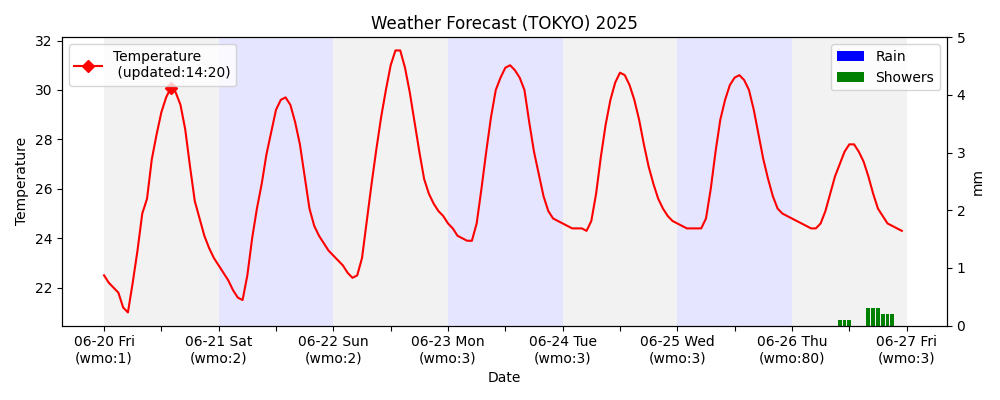 Weather Forecast (TOKYO) 2025
Temperature
(updated:14:20)
Rain
Showers
Temperature
32
30
28
26
24
22
5
4
3
2
1
0
mm
06-20 Fri
(wmo:1)
06-21 Sat
(wmo:2)
06-22 Sun
(wmo:2)
06-23 Mon
(wmo:3)
06-24 Tue
(wmo:3)
06-25 Wed
(wmo:3)
06-26 Thu
(wmo:80)
06-27 Fri
(wmo:3)
Date